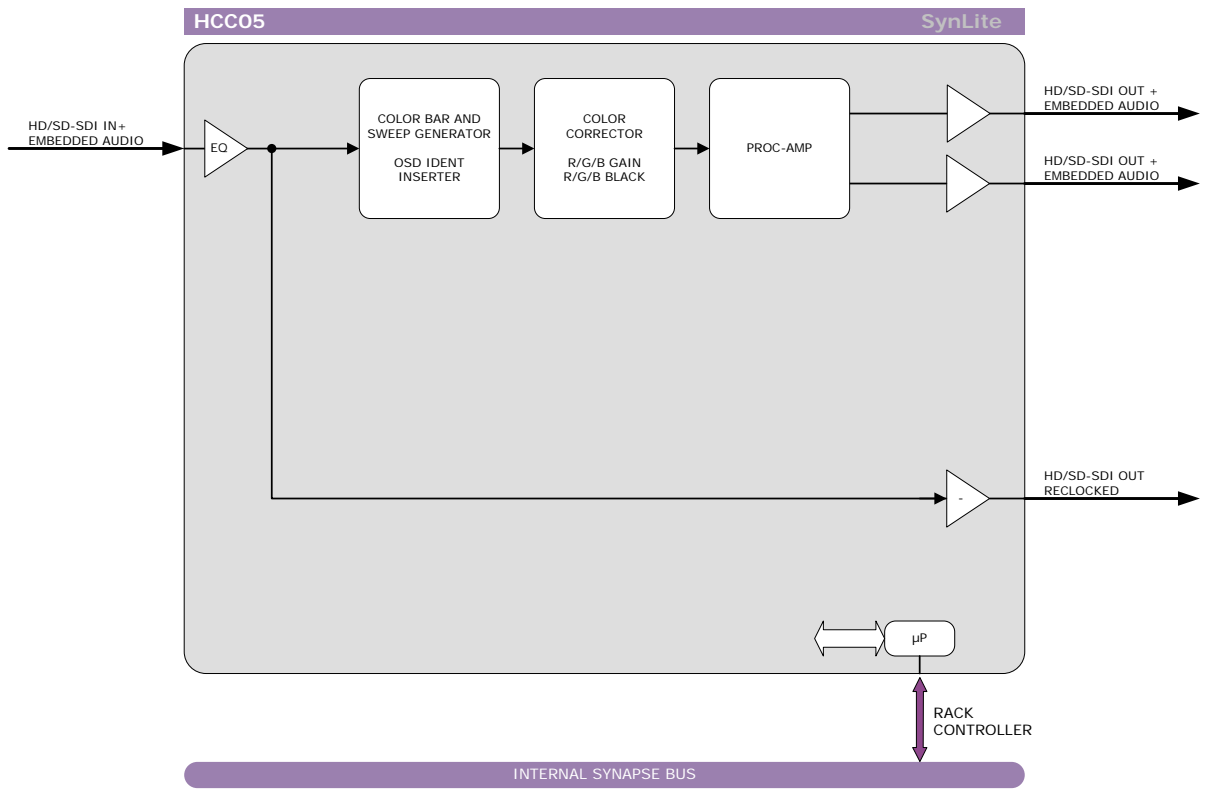 HCC05
SynLite
HD/SD-SDI IN+
EMBEDDED AUDIO
EQ
COLOR BAR AND
SWEEP GENERATOR
OSD IDENT
INSERTER
COLOR
CORRECTOR
R/G/B GAIN
R/G/B BLACK
PROC-AMP
HD/SD-SDI OUT +
EMBEDDED AUDIO
HD/SD-SDI OUT +
EMBEDDED AUDIO
-
HD/SD-SDI OUT
RECLOCKED
µP
RACK
CONTROLLER
INTERNAL SYNAPSE BUS